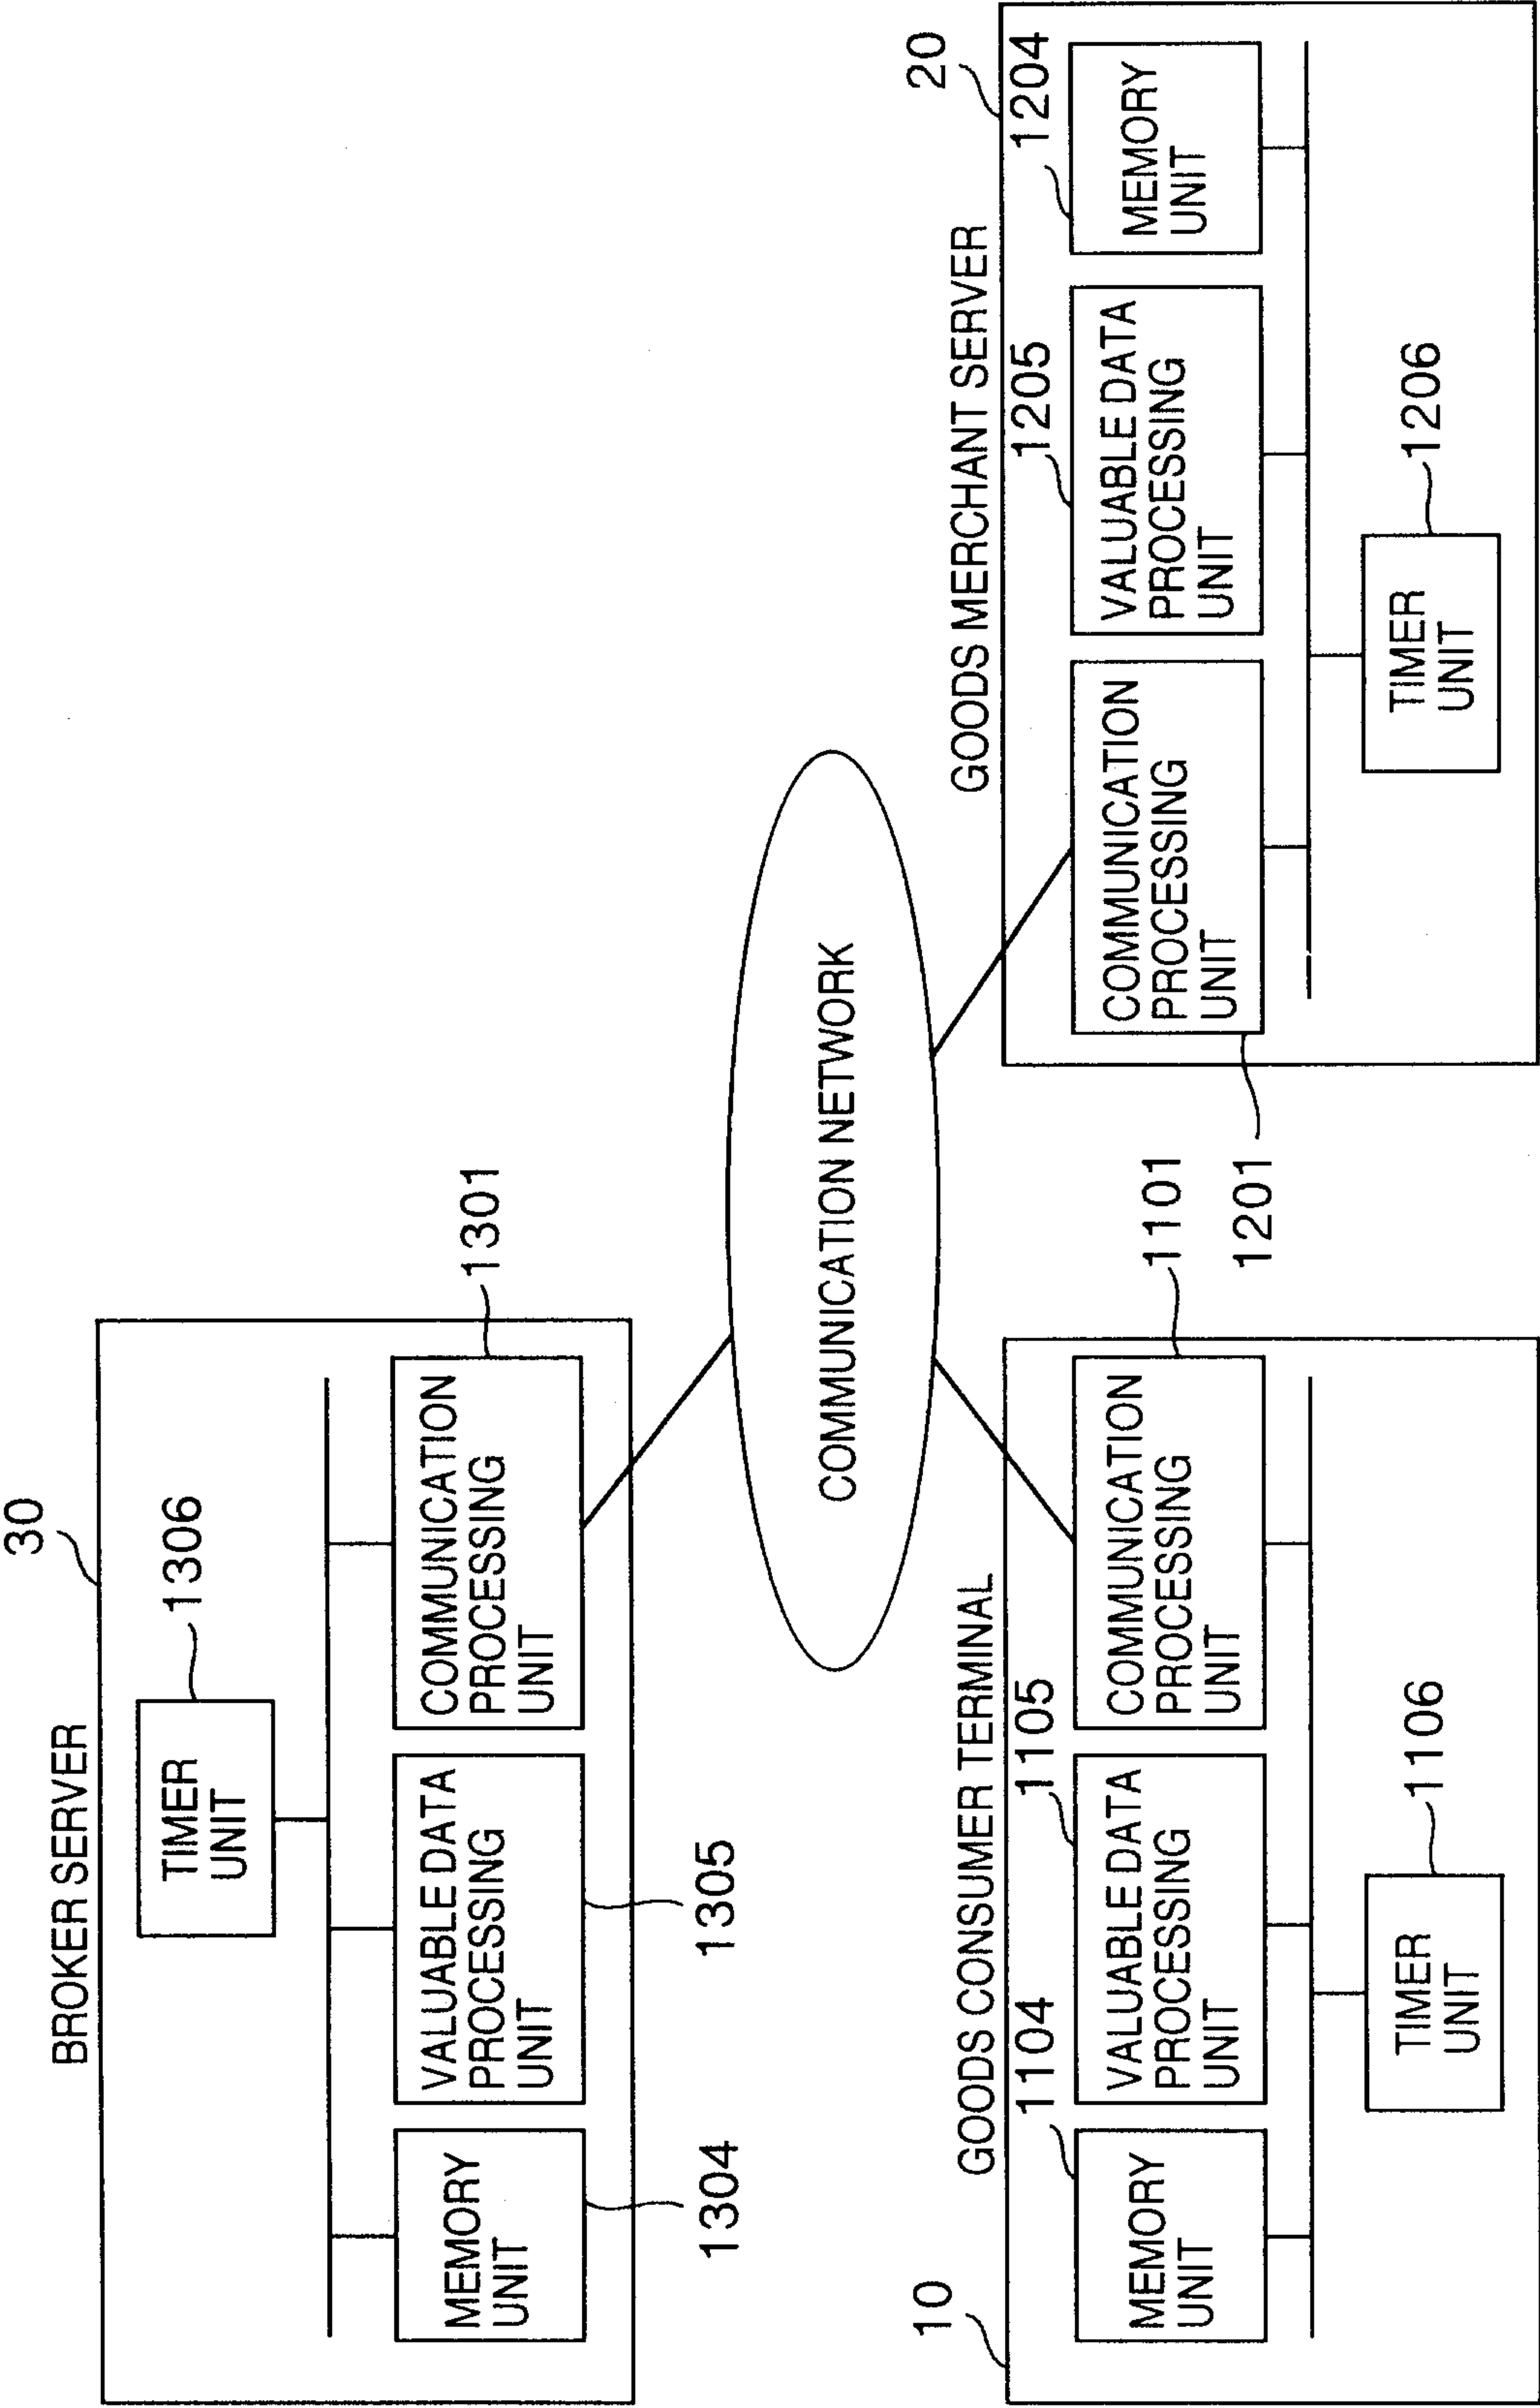 BROKER SERVER
30
TIMER
UNIT
1306
MEMORY
UNIT
VALUABLE DATA
PROCESSING
UNIT
COMMUNICATION
PROCESSING
UNIT
1301
1304
1305
COMMUNICATION NETWORK
GOODS CONSUMER TERMINAL
10
1104
1105
MEMORY
UNIT
VALUABLE DATA
PROCESSING
UNIT
COMMUNICATION
PROCESSING
UNIT
1101
TIMER
UNIT
1106
GOODS MERCHANT SERVER
20
1205
1204
COMMUNICATION
PROCESSING
UNIT
VALUABLE DATA
PROCESSING
UNIT
MEMORY
UNIT
1201
TIMER
UNIT
1206